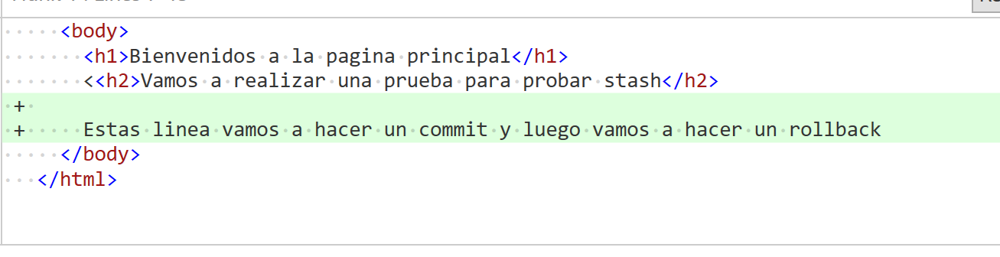 <body>
<h1>Bienvenidos a la pagina principal</h1>
<<h2>Vamos a realizar una prueba para probar stash</h2>
+
+ Estas linea vamos a hacer un commit y luego vamos a hacer un rollback
</body>
</html>